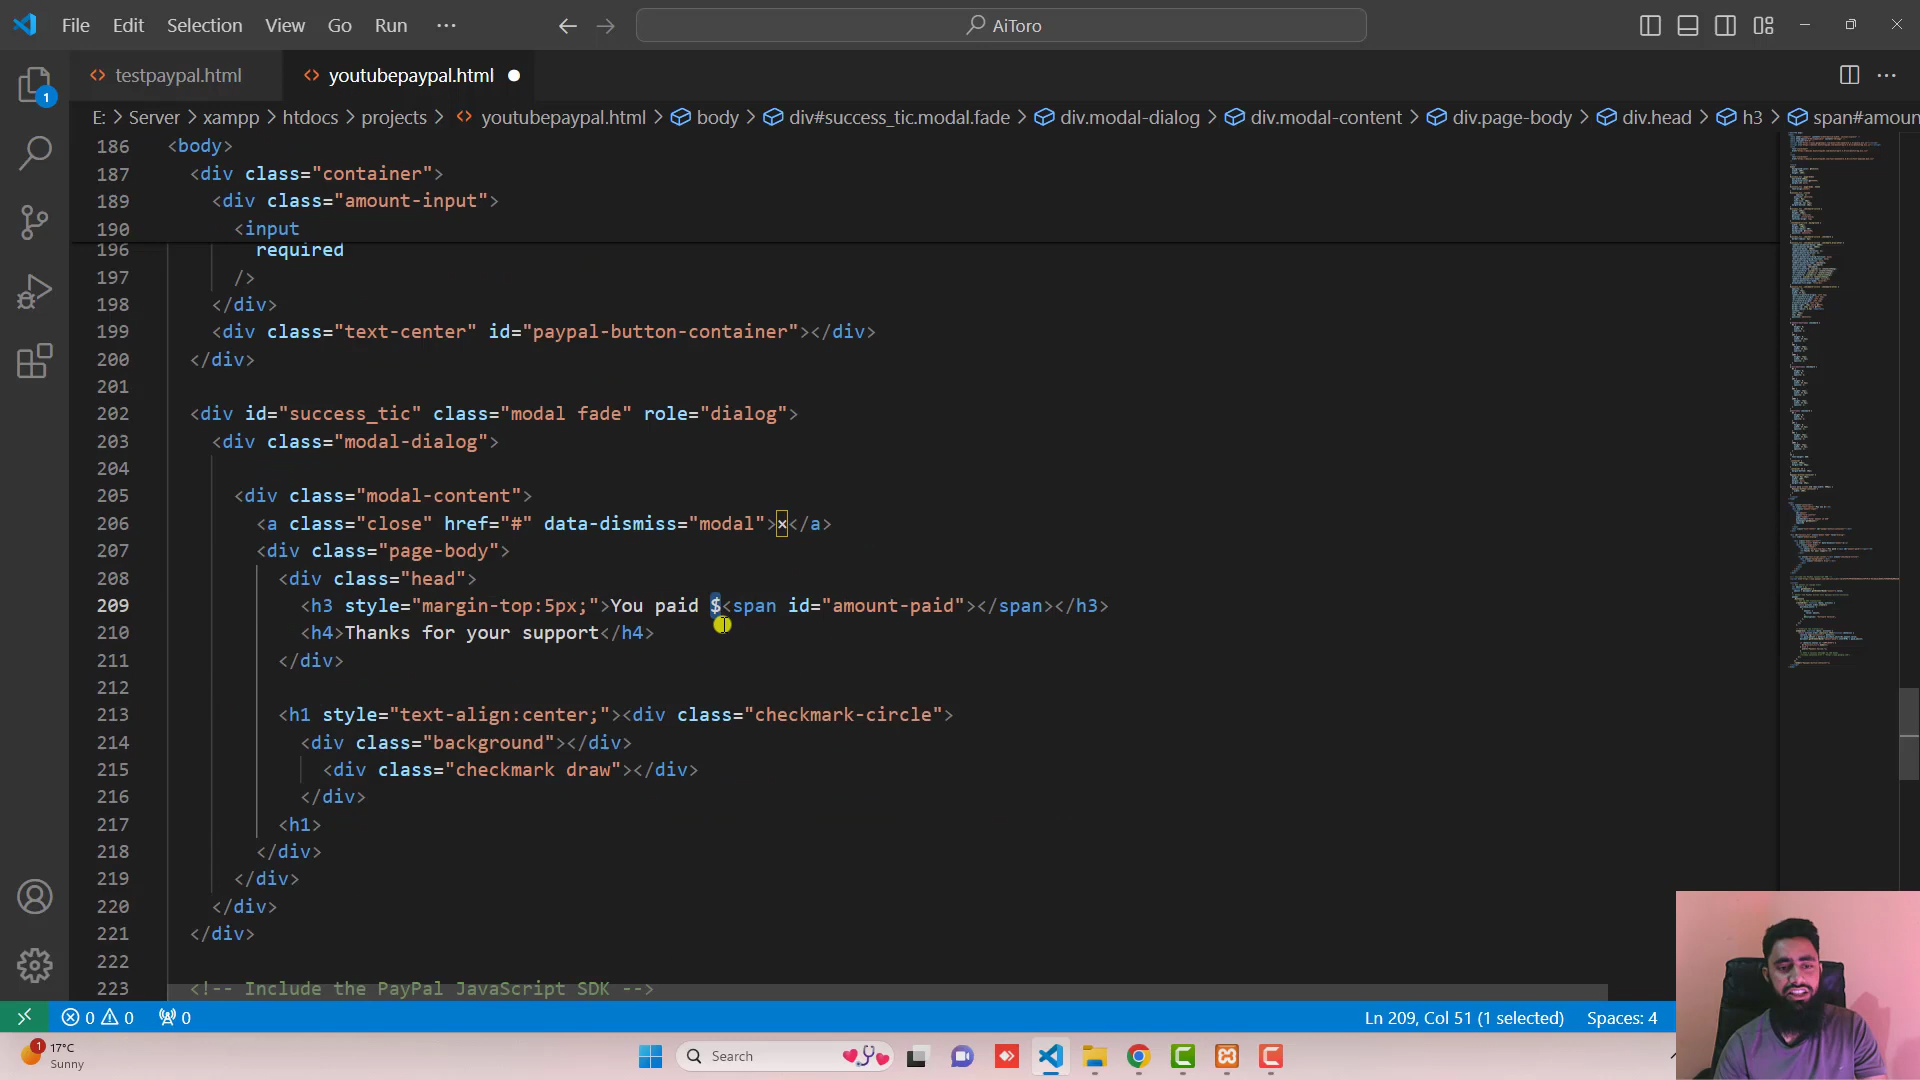 File Edit Selection View Go Run ···
AiToro
testpaypal.html
youtubepaypal.html
E: > Server > xampp > htdocs > projects > youtubepaypal.html > body > div#success_tic.modal.fade > div.modal-dialog > div.modal-content > div.page-body > div.head > h3 > span#amoun
186 <body>
187 <div class="container">
189 <div class="amount-input">
190 <input
196 required
197 />
198 </div>
199 <div class="text-center" id="paypal-button-container"></div>
200 </div>
201
202 <div id="success_tic" class="modal fade" role="dialog">
203 <div class="modal-dialog">
204
205 <div class="modal-content">
206 <a class="close" href="#" data-dismiss="modal">×</a>
207 <div class="page-body">
208 <div class="head">
209 <h3 style="margin-top:5px;">You paid $<span id="amount-paid"></span></h3>
210 <h4>Thanks for your support</h4>
211 </div>
212
213 <h1 style="text-align:center;"><div class="checkmark-circle">
214 <div class="background"></div>
215 <div class="checkmark draw"></div>
216 </div>
217 <h1>
218 </div>
219 </div>
220 </div>
221 </div>
222
223 <!-- Include the PayPal JavaScript SDK -->
1
0 0 0
Ln 209, Col 51 (1 selected) Spaces: 4
1
17°C
Sunny
Search